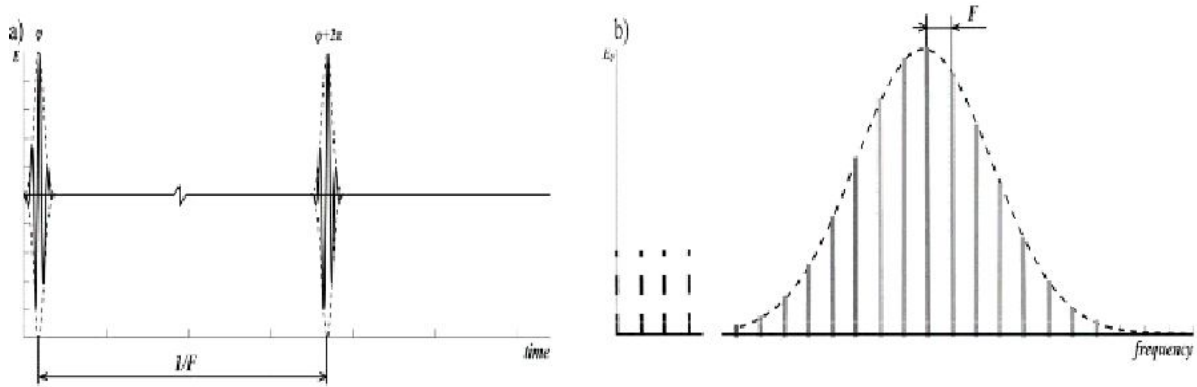 a)
φ
φ+2π
E
time
1/F
b)
F
frequency